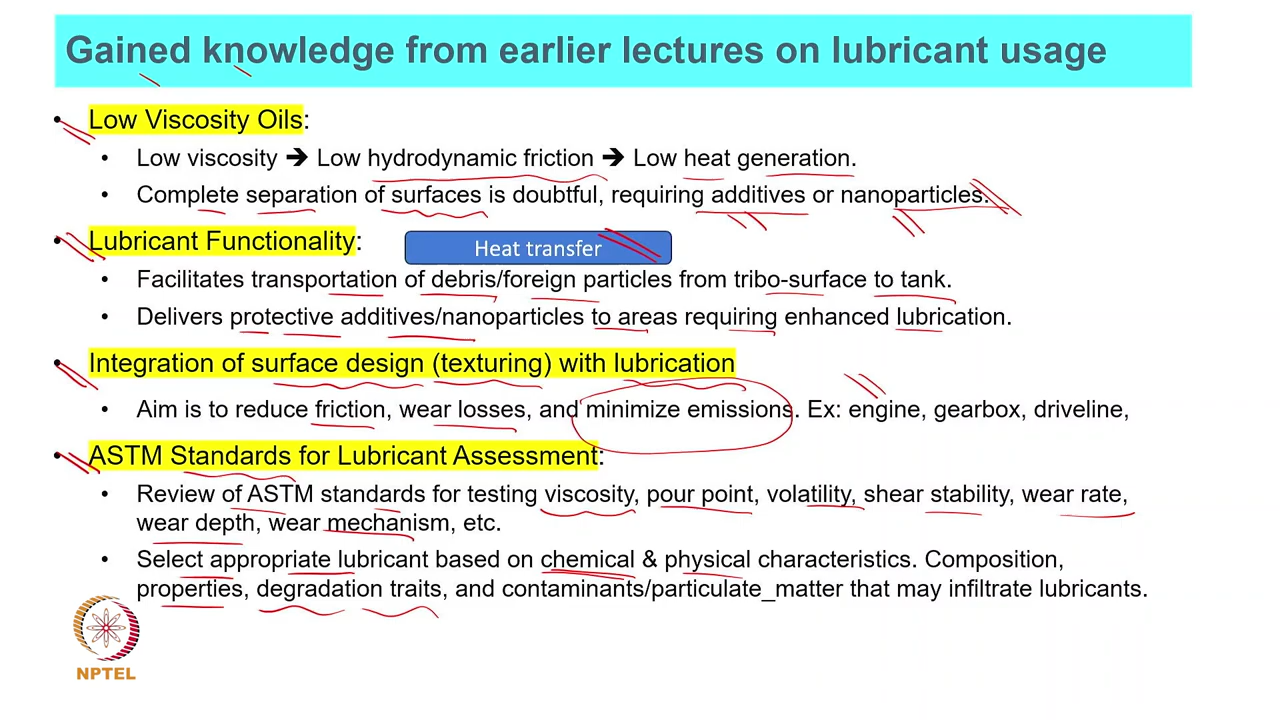 Gained knowledge from earlier lectures on lubricant usage
• Low Viscosity Oils:
• Low viscosity ➔ Low hydrodynamic friction ➔ Low heat generation.
• Complete separation of surfaces is doubtful, requiring additives or nanoparticles.
• Lubricant Functionality:
Heat transfer
• Facilitates transportation of debris/foreign particles from tribo-surface to tank.
• Delivers protective additives/nanoparticles to areas requiring enhanced lubrication.
• Integration of surface design (texturing) with lubrication
• Aim is to reduce friction, wear losses, and minimize emissions. Ex: engine, gearbox, driveline,
• ASTM Standards for Lubricant Assessment:
• Review of ASTM standards for testing viscosity, pour point, volatility, shear stability, wear rate,
wear depth, wear mechanism, etc.
• Select appropriate lubricant based on chemical & physical characteristics. Composition,
properties, degradation traits, and contaminants/particulate_matter that may infiltrate lubricants.
NPTEL